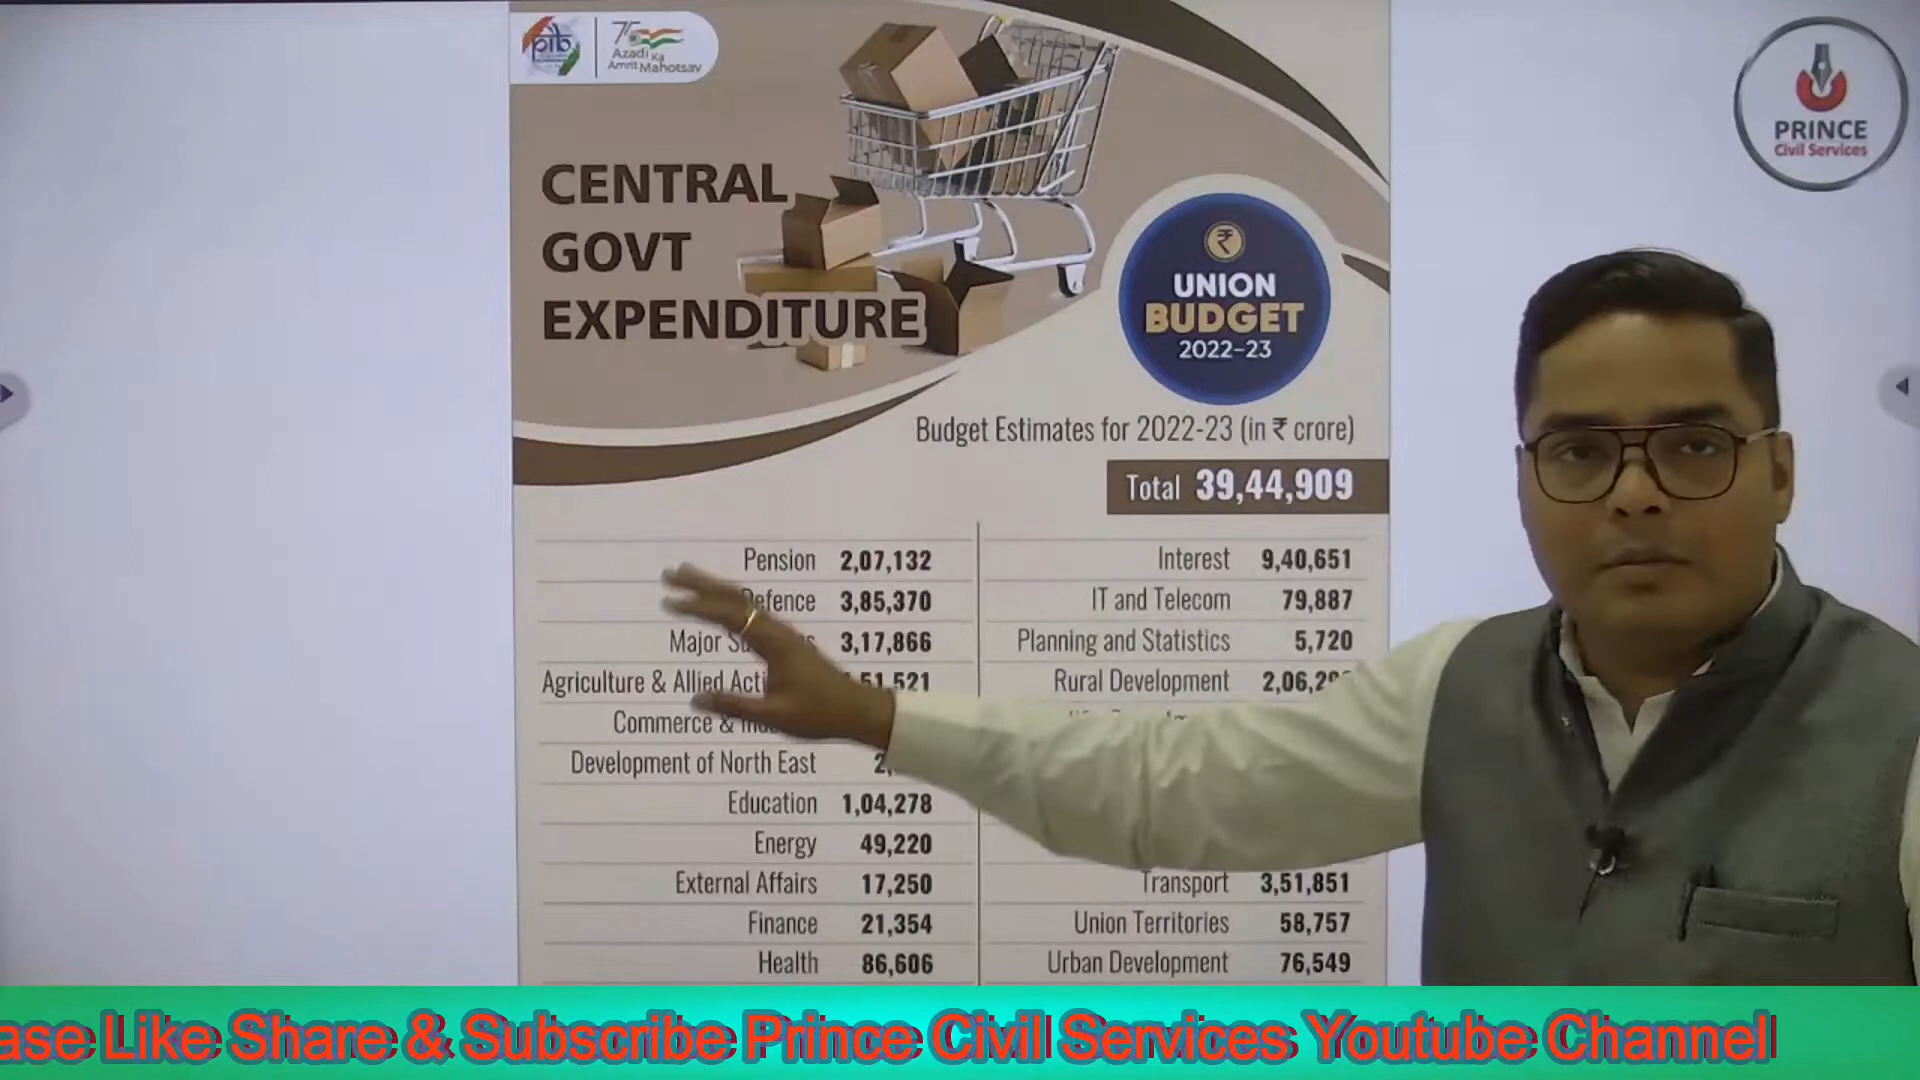 pib
75
Azadi Ka
Amrit Mahotsav
PRINCE
Civil Services
CENTRAL
GOVT
EXPENDITURE
₹
UNION
BUDGET
2022-23
Budget Estimates for 2022-23 (in ₹ crore)
Total 39,44,909
Pension 2,07,132
Defence 3,85,370
Major 3,17,866
Agriculture & Allied
Commerce &
Development of North East
Education 1,04,278
Energy 49,220
External Affairs 17,250
Finance 21,354
Health 86,606
Interest 9,40,651
IT and Telecom 79,887
Planning and Statistics 5,720
Rural Development
Transport 3,51,851
Union Territories 58,757
Urban Development 76,549
Like Share & Subscribe Prince Civil Services Youtube Channel